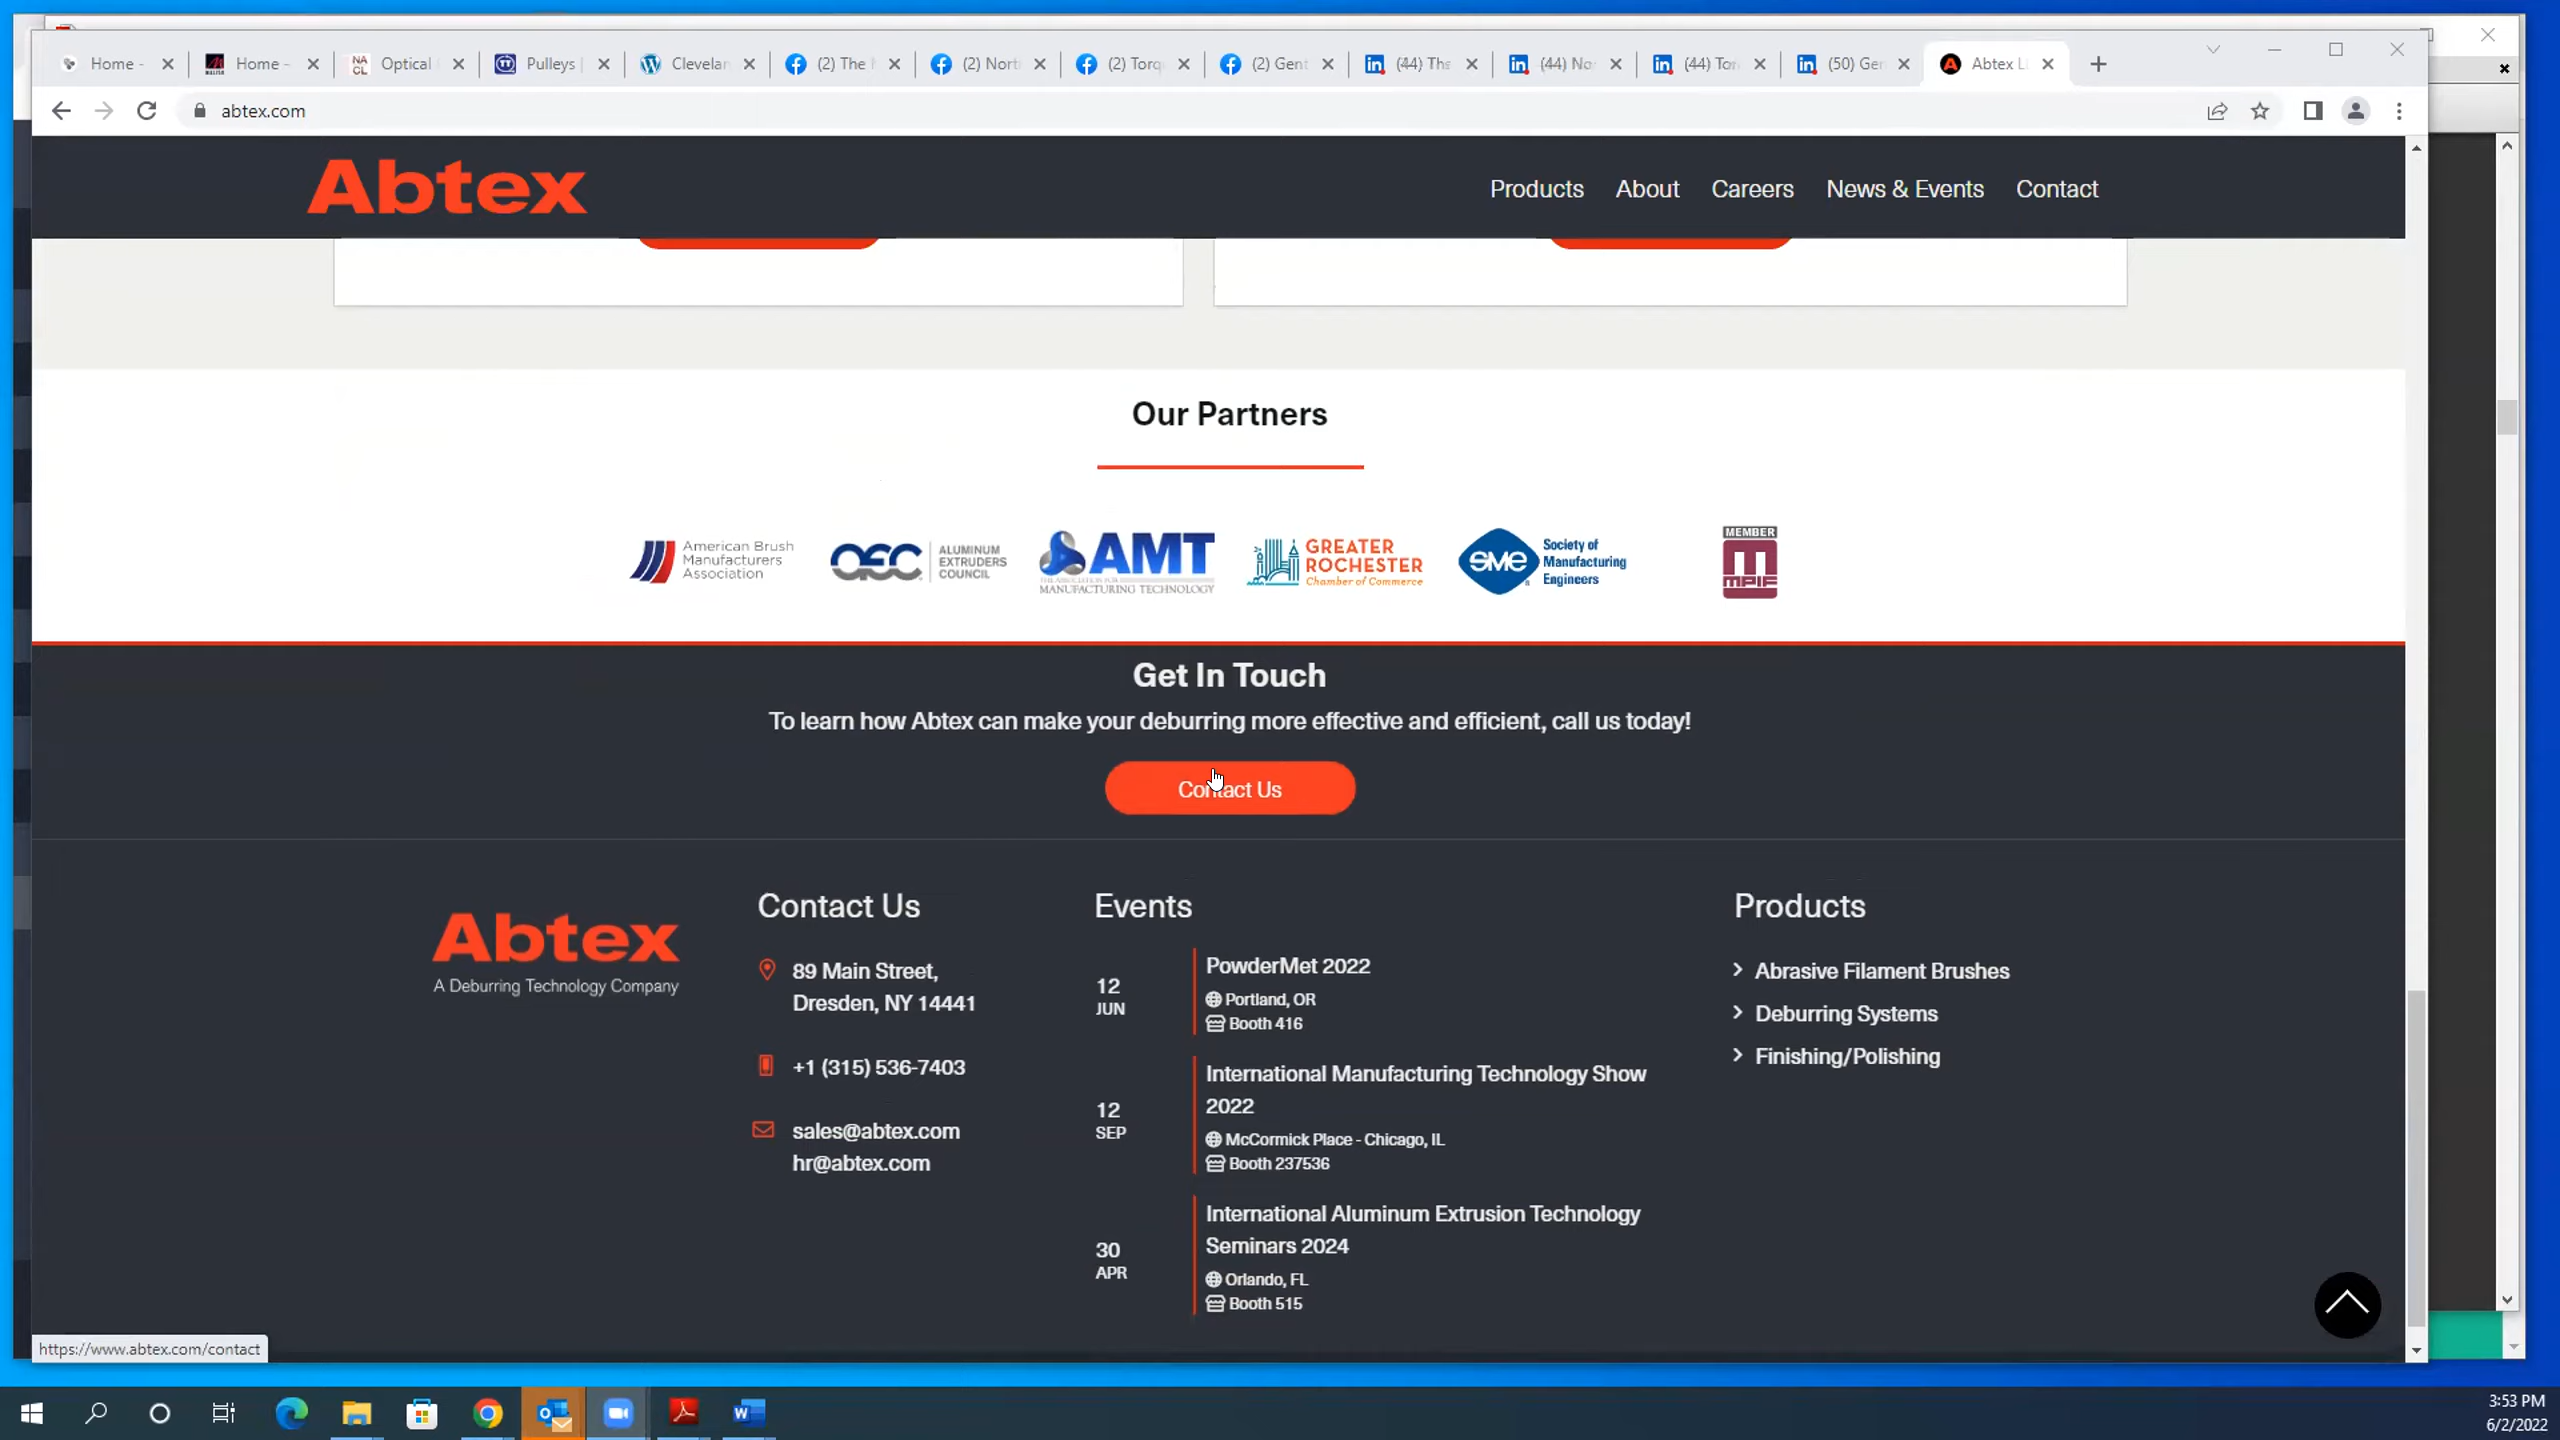 Home -
Home -
Optical
Pulleys |
Clevelan
(2) The
(2) Nort
(2) Torq
(2) Gent
(44) The
(44) No
(44) Tor
(50) Ger
Abtex L
abtex.com
Abtex
Products
About
Careers
News & Events
Contact
Our Partners
American Brush
Manufacturers
Association
AEC
ALUMINUM
EXTRUDERS
COUNCIL
AMT
THE ASSOCIATION FOR
MANUFACTURING TECHNOLOGY
GREATER
ROCHESTER
Chamber of Commerce
SME
Society of
Manufacturing
Engineers
MEMBER
MPIF
Get In Touch
To learn how Abtex can make your deburring more effective and efficient, call us today!
Contact Us
Abtex
A Deburring Technology Company
Contact Us
89 Main Street,
Dresden, NY 14441
+1 (315) 536-7403
sales@abtex.com
hr@abtex.com
Events
12
JUN
PowderMet 2022
Portland, OR
Booth 416
12
SEP
International Manufacturing Technology Show
2022
McCormick Place - Chicago, IL
Booth 237536
30
APR
International Aluminum Extrusion Technology
Seminars 2024
Orlando, FL
Booth 515
Products
Abrasive Filament Brushes
Deburring Systems
Finishing/Polishing
https://www.abtex.com/contact
3:53 PM
6/2/2022